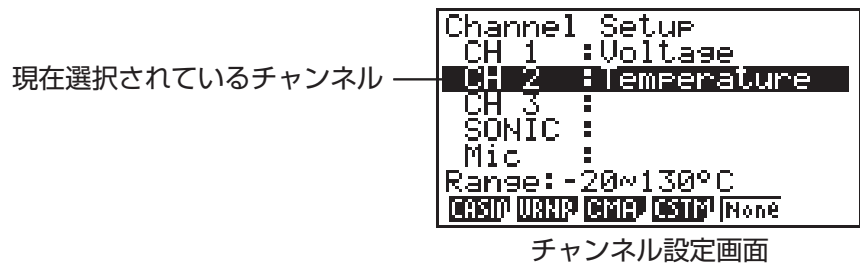 Channel Setup
CH 1 :Voltage
現在選択されているチャンネル
CH 2 :Temperature
CH 3 :
SONIC :
Mic :
Range:-20~130°C
CASIO VRNR CMA CSTM None
チャンネル設定画面